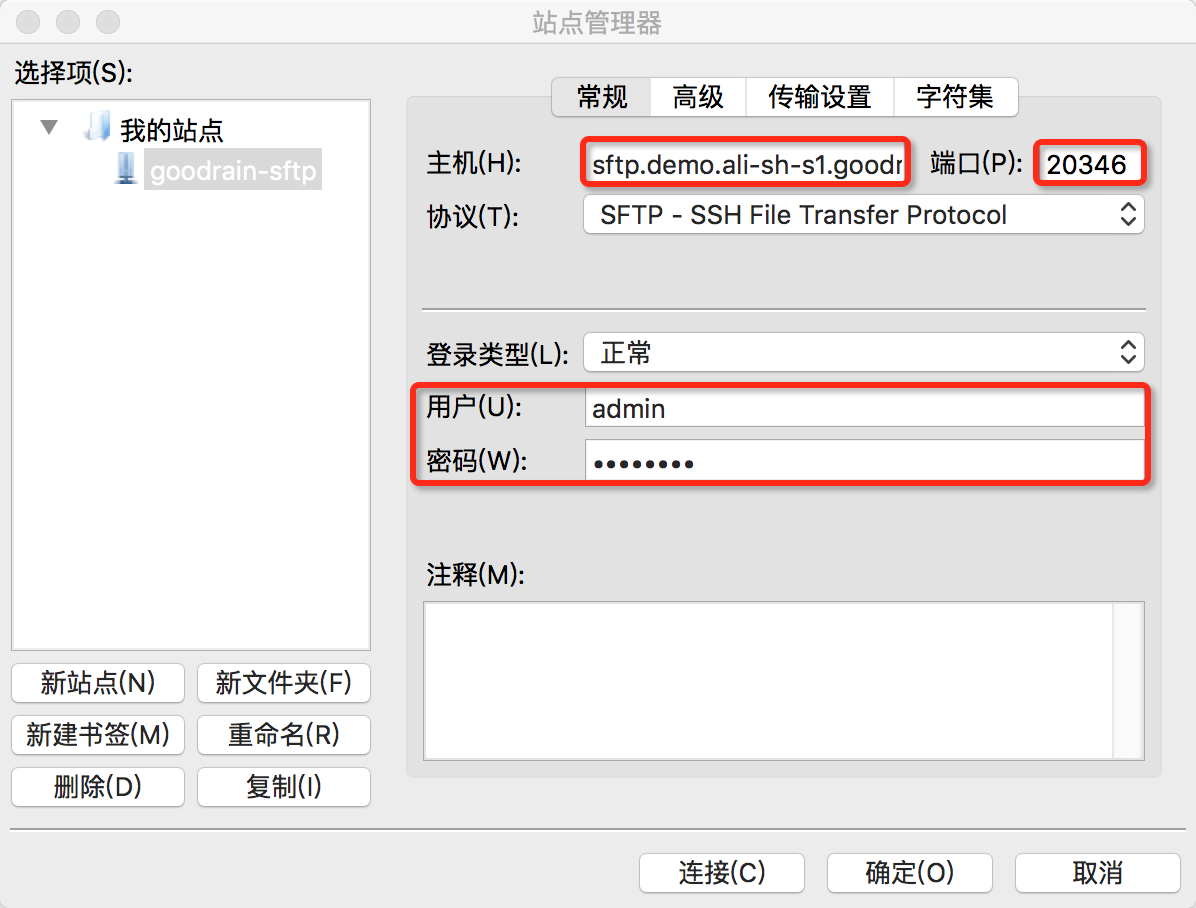 站点管理器
选择项(S):
我的站点
goodrain-sftp
新站点(N) 新文件夹(F)
新建书签(M) 重命名(R)
删除(D) 复制(I)
常规 高级 传输设置 字符集
主机(H): sftp.demo.ali-sh-s1.goodr 端口(P): 20346
协议(T): SFTP - SSH File Transfer Protocol
登录类型(L): 正常
用户(U): admin
密码(W): ••••••••
注释(M):
连接(C) 确定(O) 取消